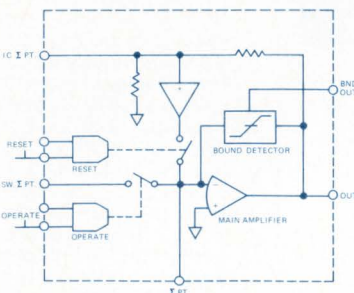 IC Σ PT.
BND OUT
RESET
RESET
BOUND DETECTOR
SW. Σ PT.
OUT
OPERATE
OPERATE
MAIN AMPLIFIER
Σ PT.